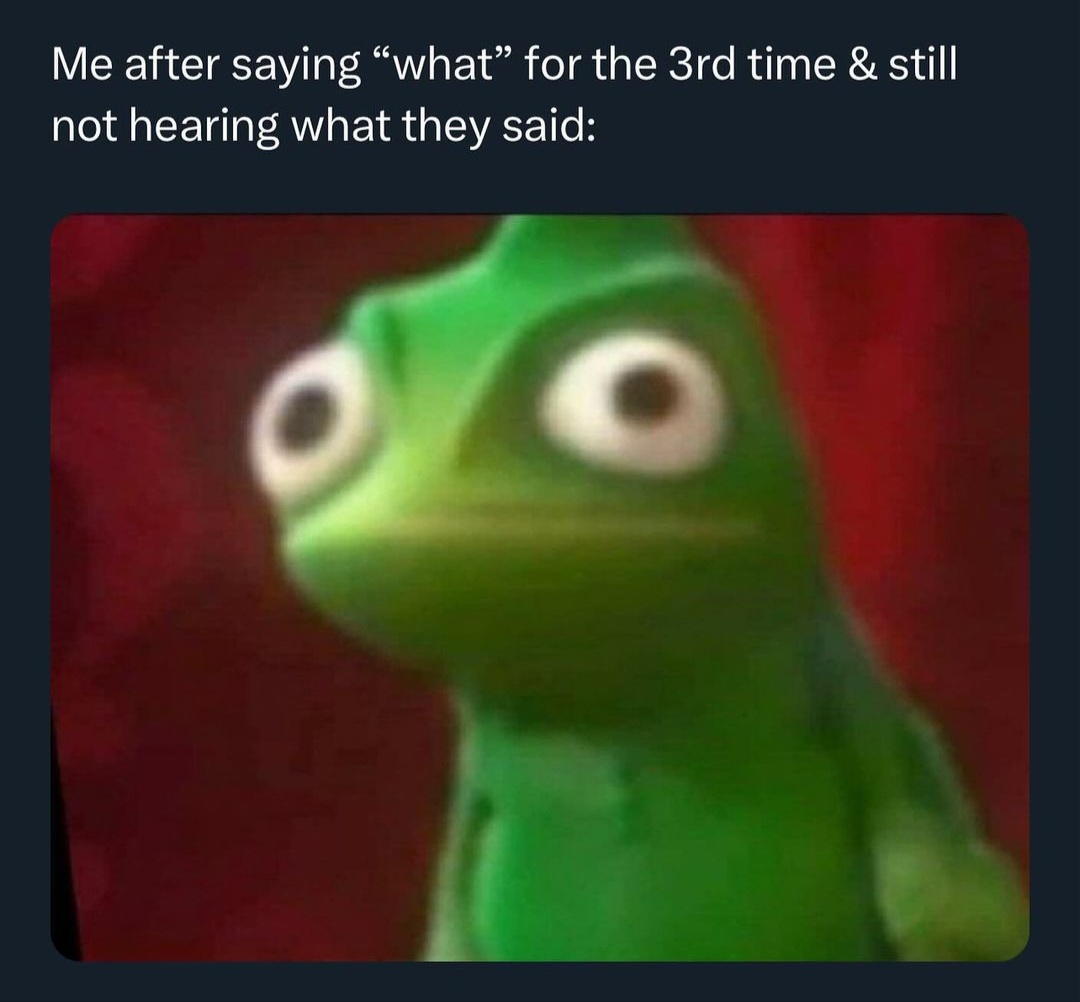 Me after saying “what” for the 3rd time & still
not hearing what they said: